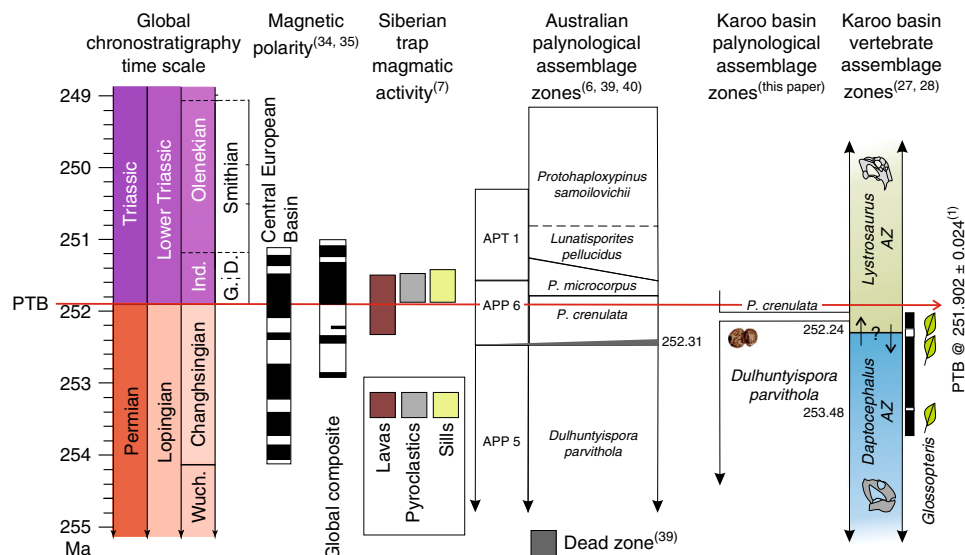 Global
chronostratigraphy
time scale
Magnetic
polarity(34, 35)
Siberian
trap
magmatic
activity(7)
Australian
palynological
assemblage
zones(6, 39, 40)
Karoo basin
palynological
assemblage
zones(this paper)
Karoo basin
vertebrate
assemblage
zones(27, 28)
249
250
251
252
253
254
255
Ma
PTB
Triassic
Permian
Lower Triassic
Lopingian
Olenekian
Ind.
Changhsingian
Wuch.
Smithian
G.
D.
Central European
Basin
Global composite
Lavas
Pyroclastics
Sills
APT 1
APP 6
APP 5
Protohaploxypinus
samoilovichii
Lunatisporites
pellucidus
P. microcorpus
P. crenulata
252.31
Dulhuntyispora
parvithola
Dead zone(39)
P. crenulata
252.24
Dulhuntyispora
parvithola
253.48
Lystrosaurus
AZ
?
Daptocephalus
AZ
Glossopteris
PTB @ 251.902 ± 0.024(1)